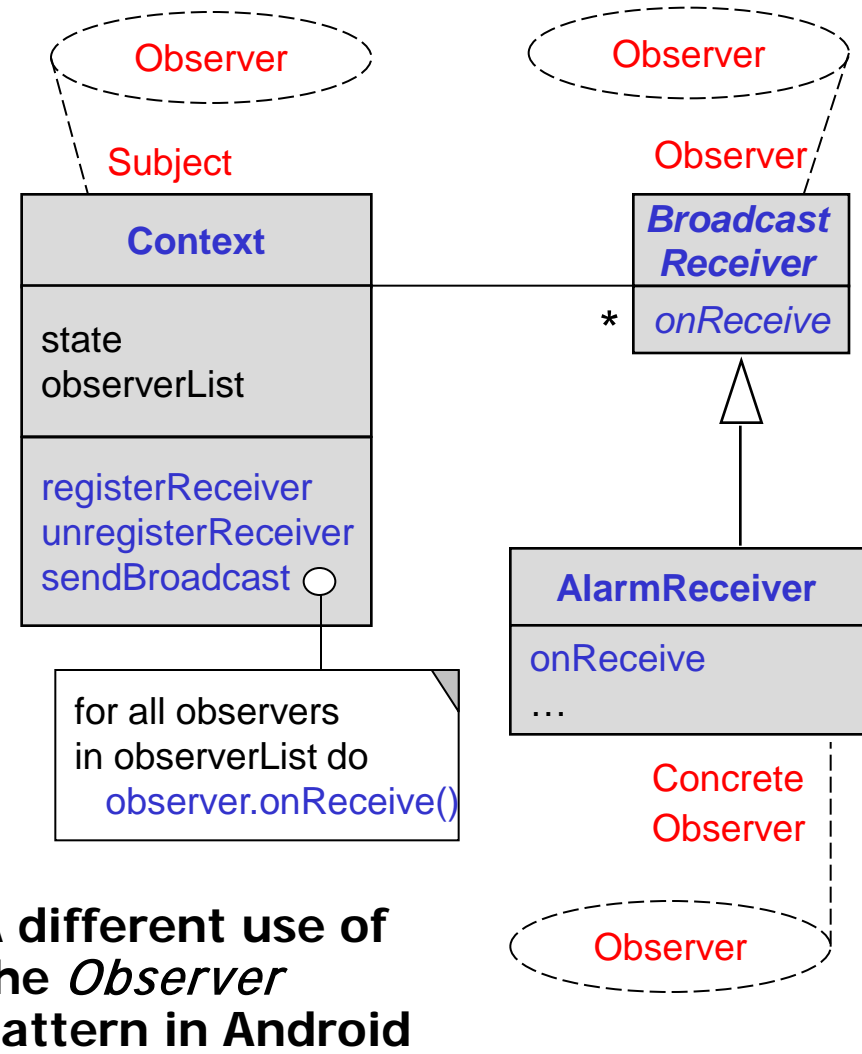 Observer
Subject
Context
state
observerList
registerReceiver
unregisterReceiver
sendBroadcast
for all observers
in observerList do
observer.onReceive()
Observer
Observer
Broadcast
Receiver
*
onReceive
AlarmReceiver
onReceive
…
Concrete
Observer
Observer
different use of
he Observer
attern in Android